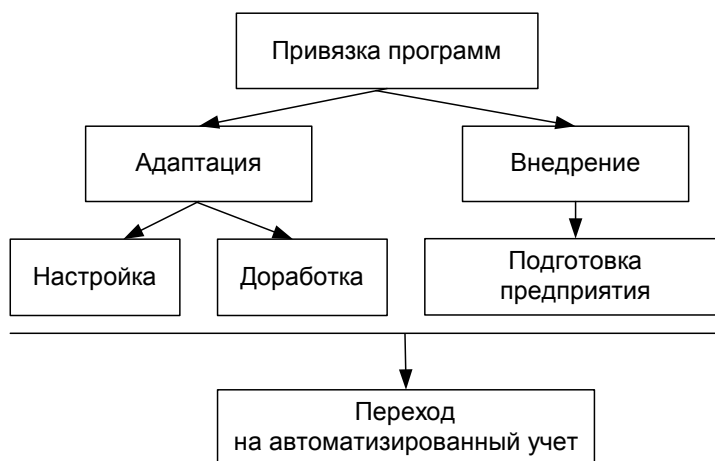 Привязка программ
Адаптация
Внедрение
Настройка
Доработка
Подготовка
предприятия
Переход
на автоматизированный учет